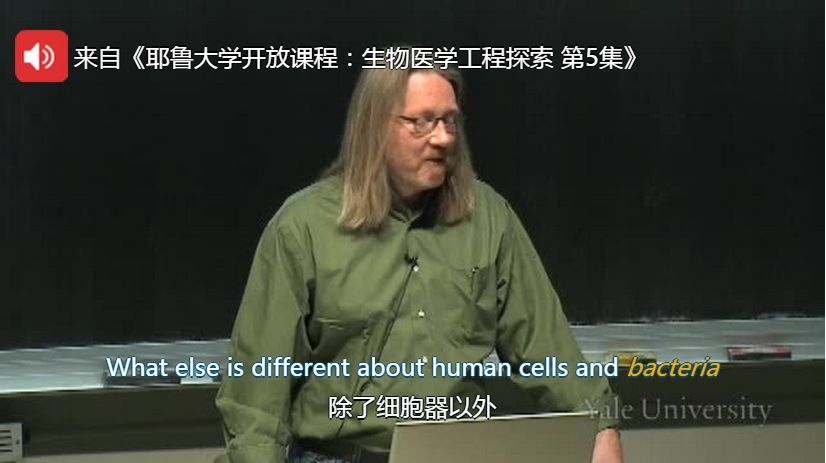 来自《耶鲁大学开放课程：生物医学工程探索 第5集》
What else is different about human cells and bacteria
除了细胞器以外
Yale University